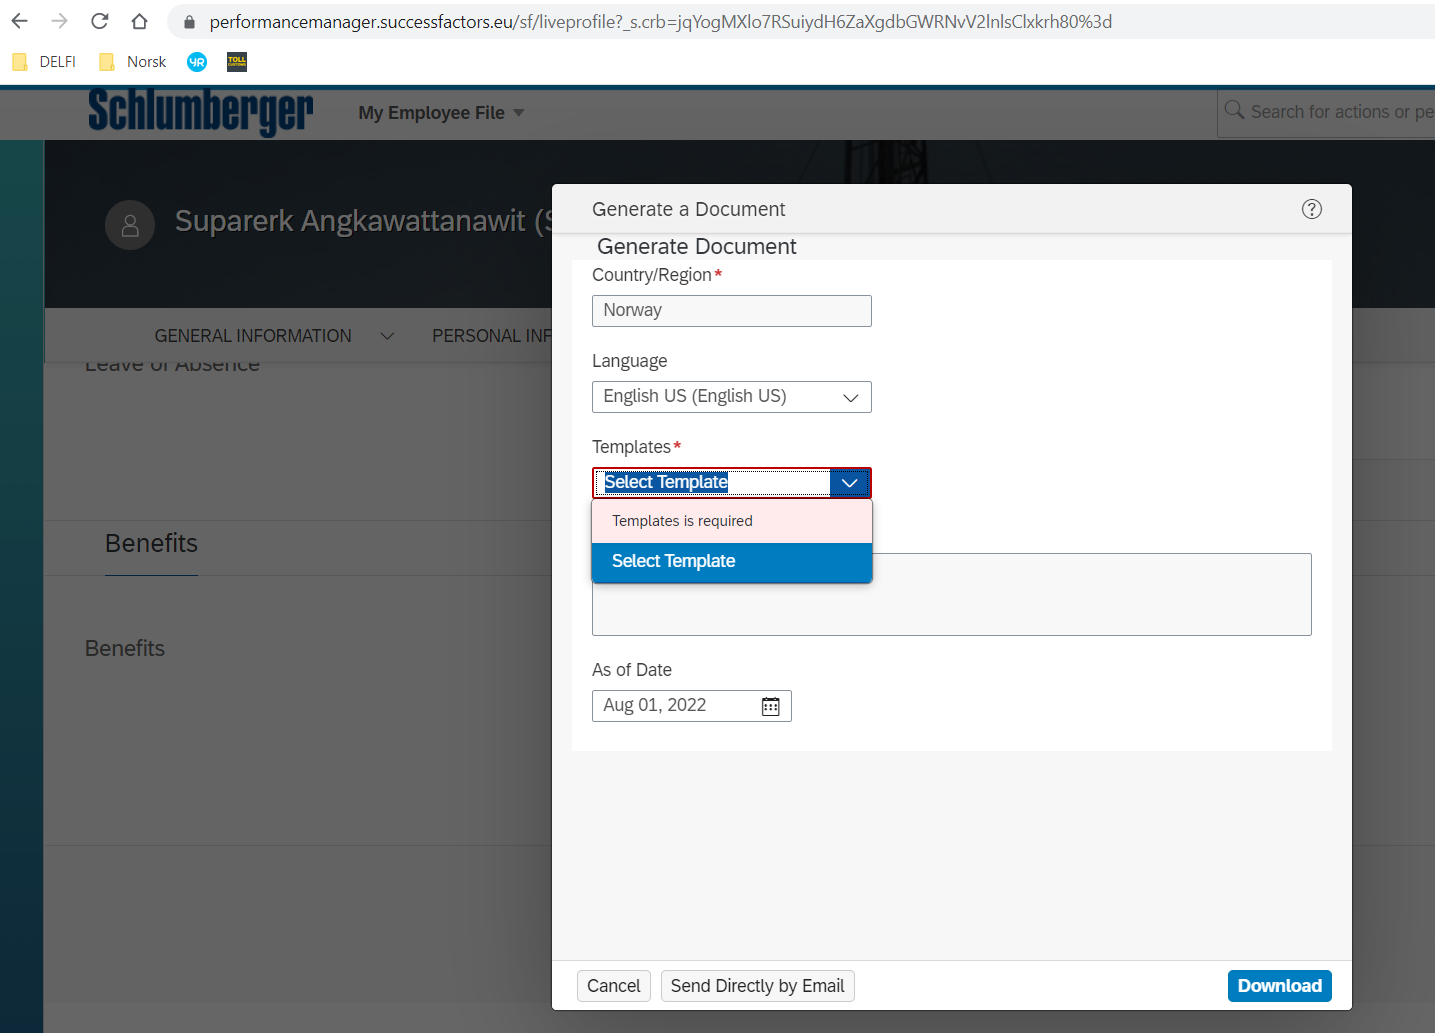 performancemanager.successfactors.eu/sf/liveprofile?_s.crb=jqYogMXlo7RSuiydH6ZaXgdbGWRNvV2lnlsClxkrh80%3d
DELFI
Norsk
YR
TOLL
CUSTOMS
Schlumberger
My Employee File
Search for actions or pe
Suparerk Angkawattanawit (S
GENERAL INFORMATION
PERSONAL INF
Leave of Absence
Benefits
Benefits
Generate a Document
Generate Document
Country/Region*
Norway
Language
English US (English US)
Templates*
Select Template
Templates is required
Select Template
As of Date
Aug 01, 2022
Cancel
Send Directly by Email
Download